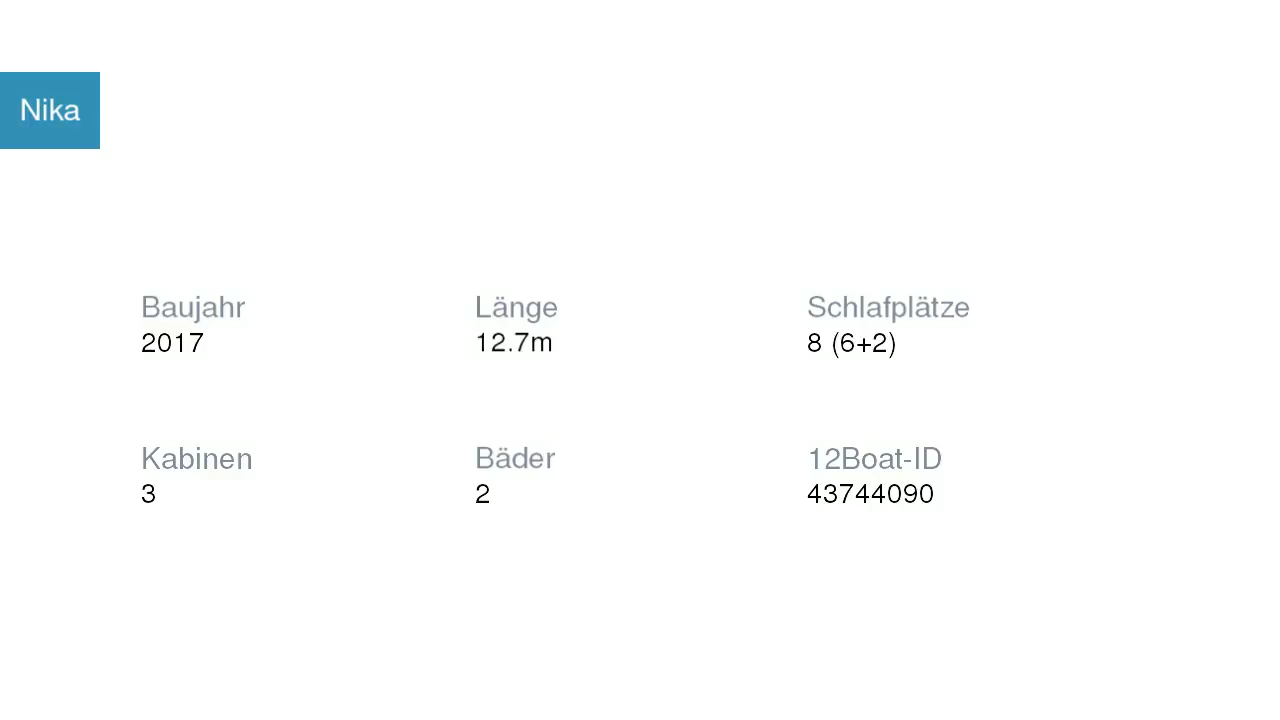 Nika
Baujahr
2017
Länge
12.7m
Schlafplätze
8 (6+2)
Kabinen
3
Bäder
2
12Boat-ID
43744090